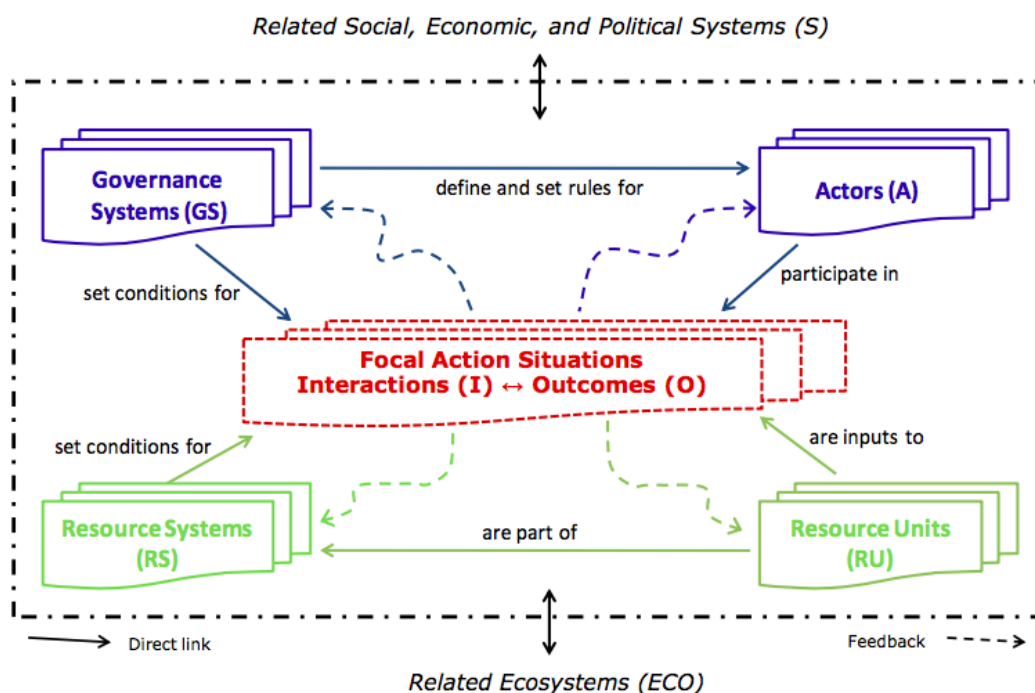 Related Social, Economic, and Political Systems (S)
Governance
Systems (GS)
define and set rules for
Actors (A)
set conditions for
participate in
Focal Action Situations
Interactions (I) ↔ Outcomes (O)
set conditions for
are inputs to
Resource Systems
(RS)
are part of
Resource Units
(RU)
Direct link
Feedback
Related Ecosystems (ECO)